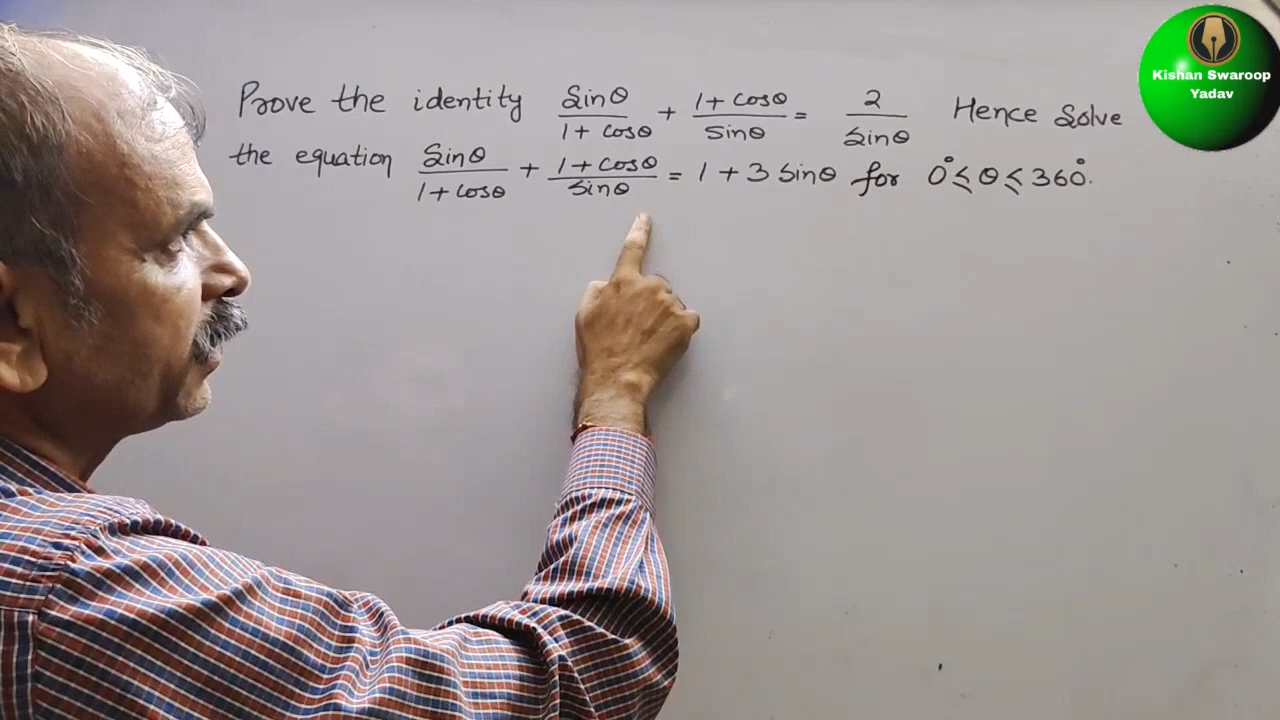 Prove the identity sinθ/(1 + cosθ) + (1 + cosθ)/sinθ = 2/sinθ Hence Solve
the equation sinθ/(1 + cosθ) + (1 + cosθ)/sinθ = 1 + 3 sinθ for 0° ≤ θ ≤ 360°.
Kishan Swaroop
Yadav